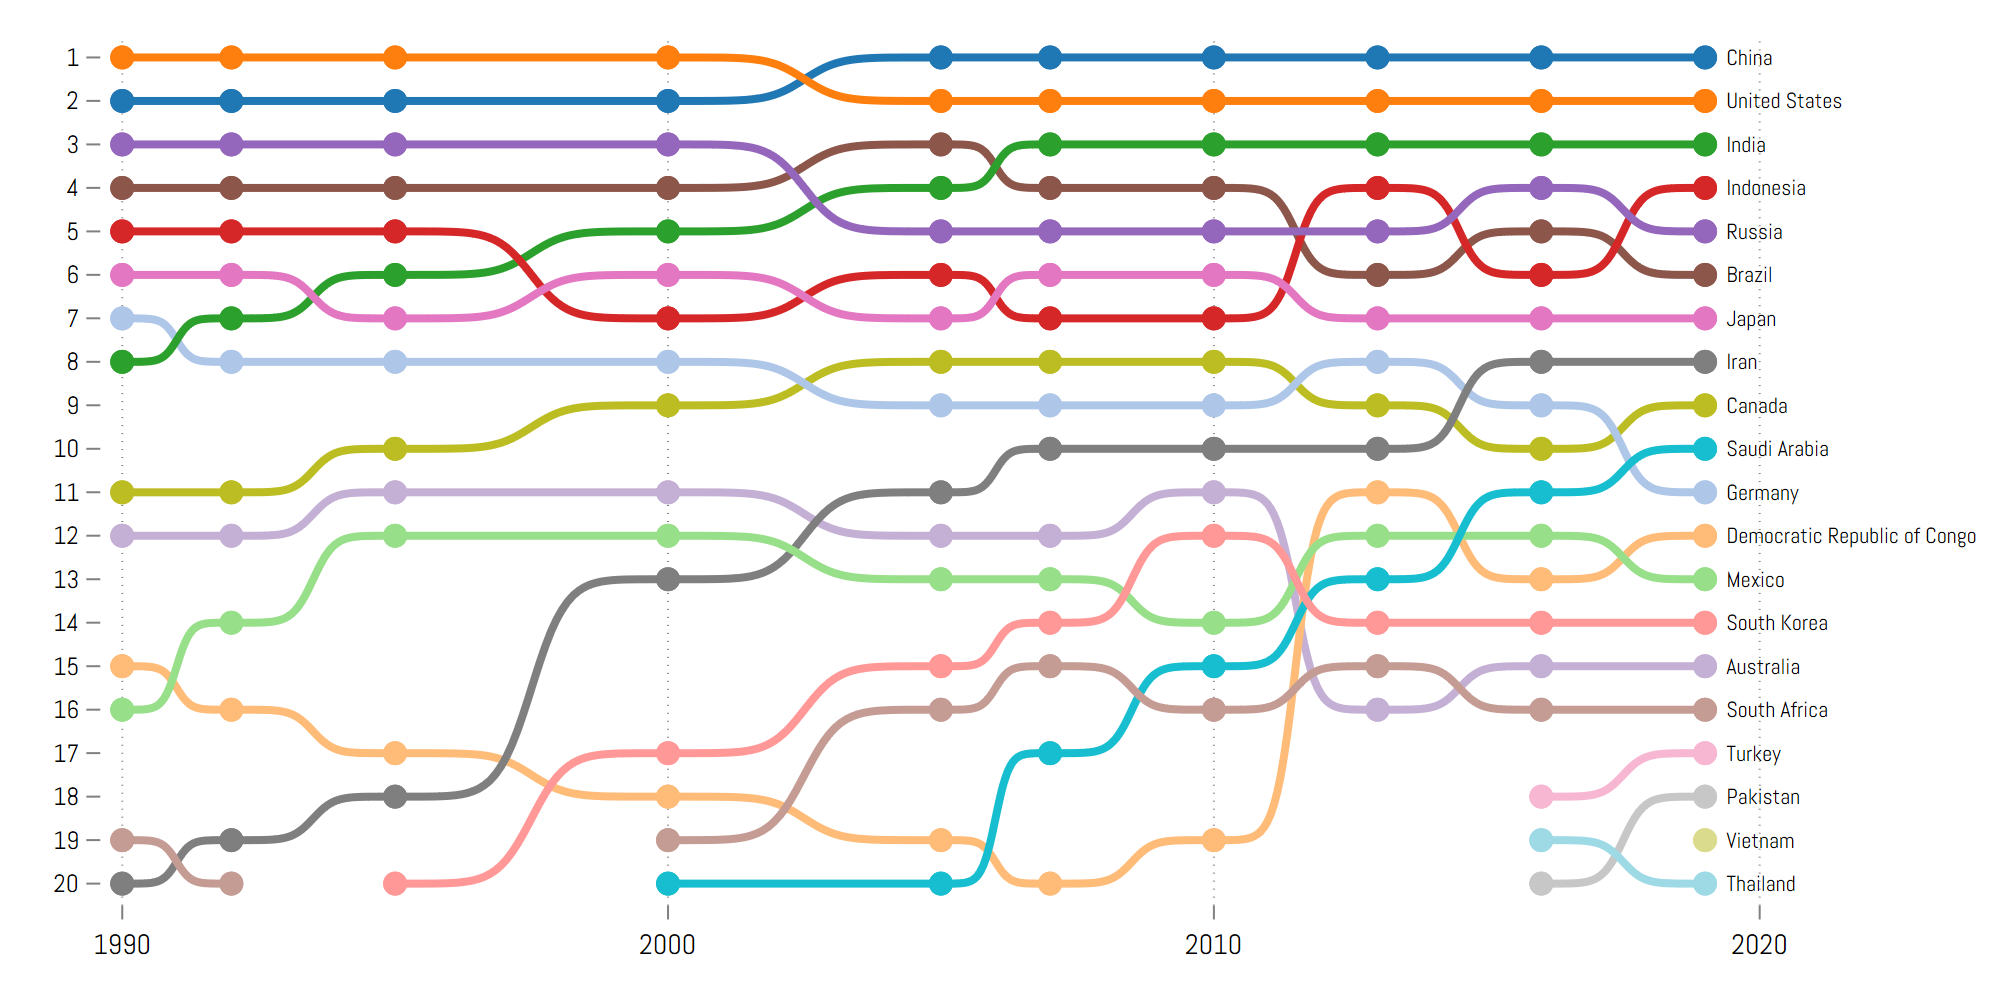 1 China
2 United States
3 India
4 Indonesia
5 Russia
6 Brazil
7 Japan
8 Iran
9 Canada
10 Saudi Arabia
11 Germany
12 Democratic Republic of Congo
13 Mexico
14 South Korea
15 Australia
16 South Africa
17 Turkey
18 Pakistan
19 Vietnam
20 Thailand
1990 2000 2010 2020